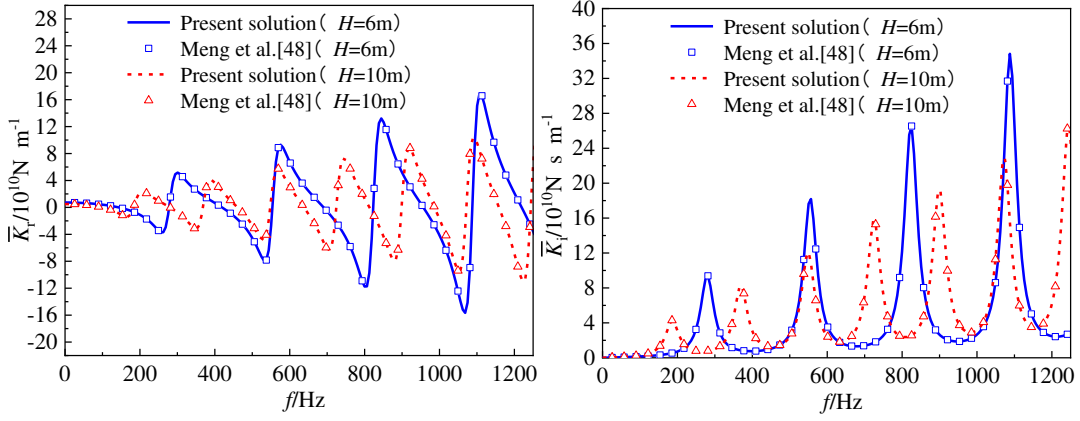 Present solution( H=6m)
Meng et al.[48]( H=6m)
Present solution( H=10m)
Meng et al.[48]( H=10m)
K̅r/10¹⁰N m⁻¹
28
24
20
16
12
8
4
0
-4
-8
-12
-16
-20
0 200 400 600 800 1000 1200
f/Hz
Present solution( H=6m)
Meng et al.[48]( H=6m)
Present solution( H=10m)
Meng et al.[48]( H=10m)
K̅i/10¹⁰N s m⁻¹
40
36
32
28
24
20
16
12
8
4
0
0 200 400 600 800 1000 1200
f/Hz